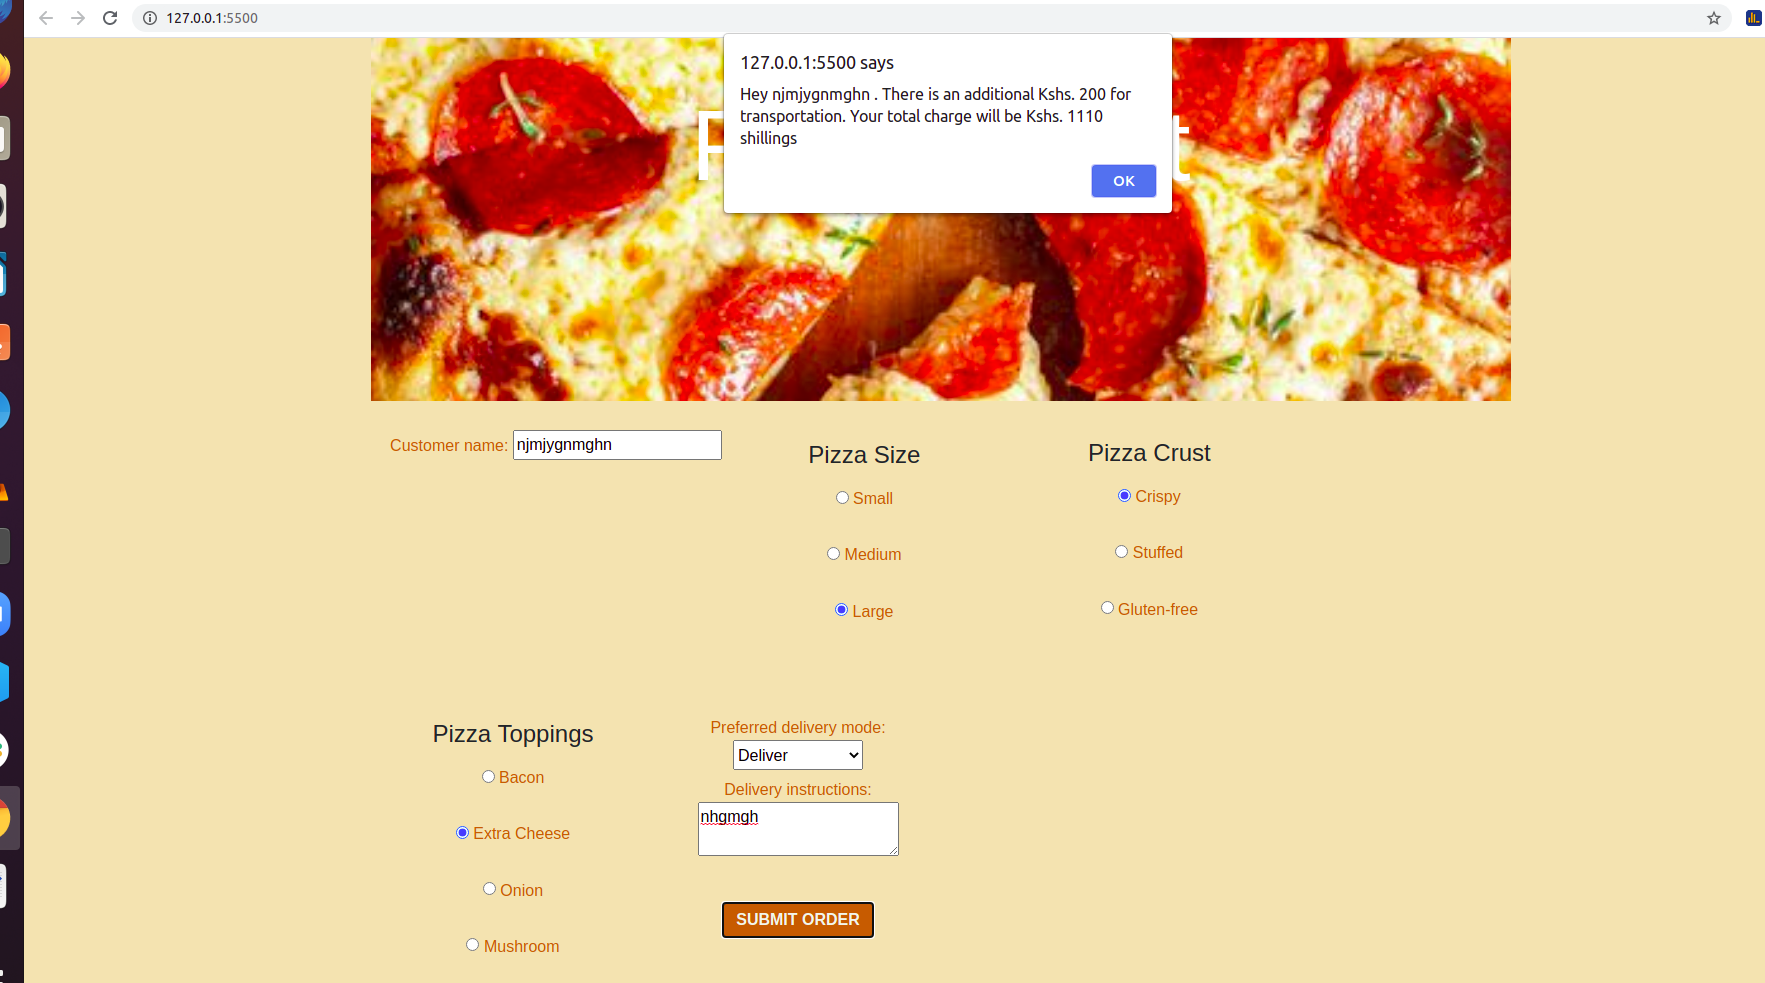 127.0.0.1:5500
127.0.0.1:5500 says
Hey njmjygnmghn . There is an additional Kshs. 200 for
transportation. Your total charge will be Kshs. 1110
shillings
OK
Customer name: njmjygnmghn
Pizza Size
Small
Medium
Large
Pizza Crust
Crispy
Stuffed
Gluten-free
Pizza Toppings
Bacon
Extra Cheese
Onion
Mushroom
Preferred delivery mode:
Deliver
Delivery instructions:
nhgmgh
SUBMIT ORDER